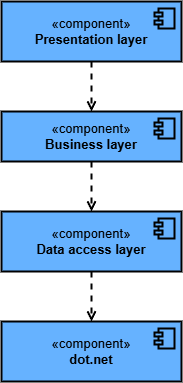 «component»
Presentation layer
«component»
Business layer
«component»
Data access layer
«component»
dot.net